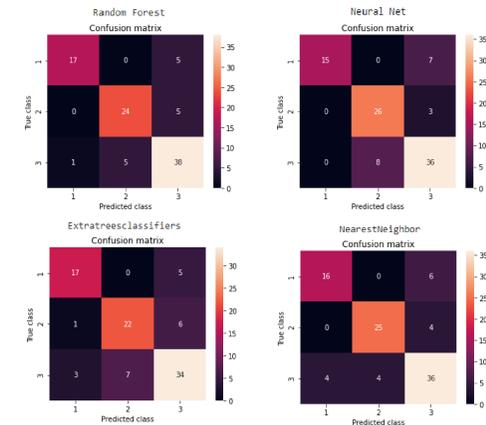 Random Forest
Confusion matrix
True class
1 17 0 5
2 0 24 5
3 1 5 38
1 2 3
Predicted class
35
30
25
20
15
10
5
0
Neural Net
Confusion matrix
True class
1 15 0 7
2 0 26 3
3 0 8 36
1 2 3
Predicted class
35
30
25
20
15
10
5
0
Extratreesclassifiers
Confusion matrix
True class
1 17 0 5
2 1 22 6
3 3 7 34
1 2 3
Predicted class
30
25
20
15
10
5
0
NearestNeighbor
Confusion matrix
True class
1 16 0 6
2 0 25 4
3 4 4 36
1 2 3
Predicted class
35
30
25
20
15
10
5
0